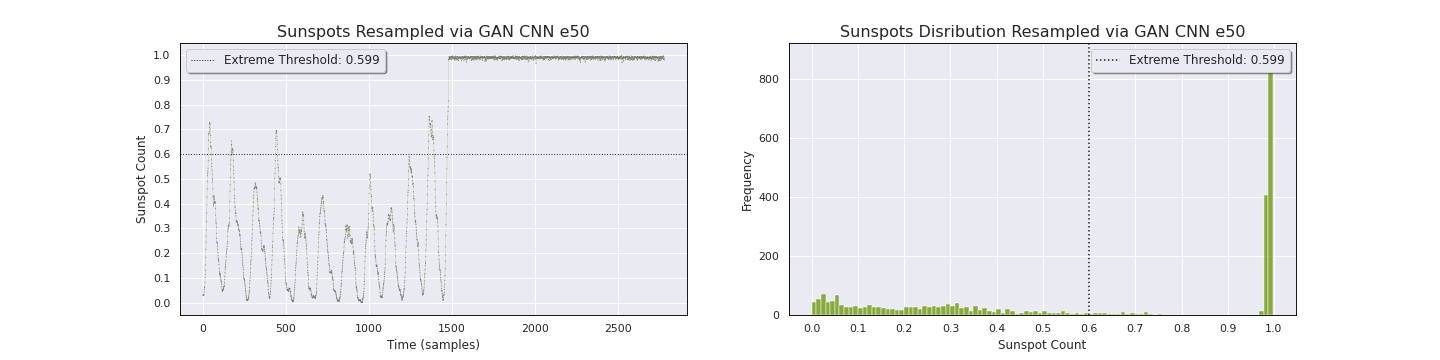 Sunspots Resampled via GAN CNN e50
Extreme Threshold: 0.599
Sunspot Count
1.0
0.9
0.8
0.7
0.6
0.5
0.4
0.3
0.2
0.1
0.0
0 500 1000 1500 2000 2500
Time (samples)
Sunspots Disribution Resampled via GAN CNN e50
Extreme Threshold: 0.599
Frequency
800
600
400
200
0
0.0 0.1 0.2 0.3 0.4 0.5 0.6 0.7 0.8 0.9 1.0
Sunspot Count